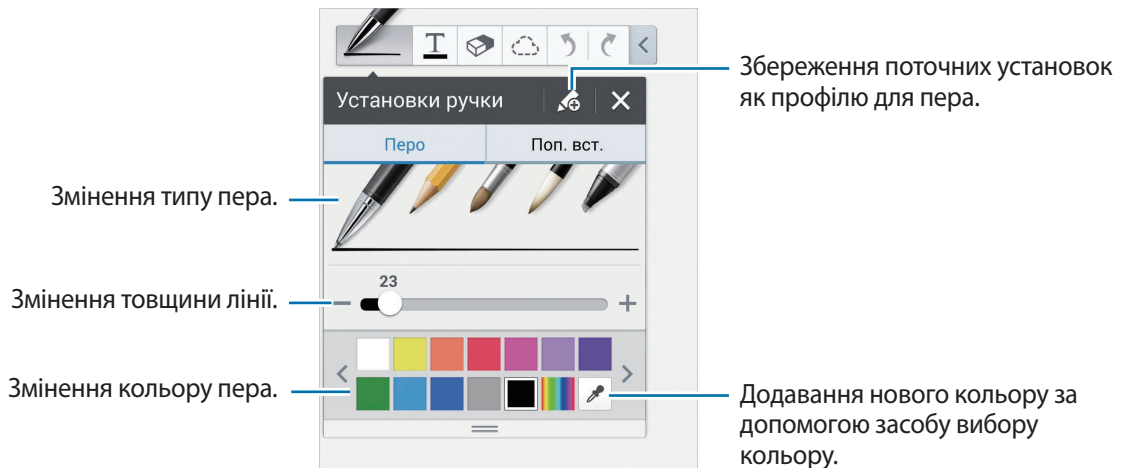 Збереження поточних установок
як профілю для пера.
Установки ручки
Перо
Поп. вст.
Змінення типу пера.
23
Змінення товщини лінії.
Змінення кольору пера.
Додавання нового кольору за
допомогою засобу вибору
кольору.